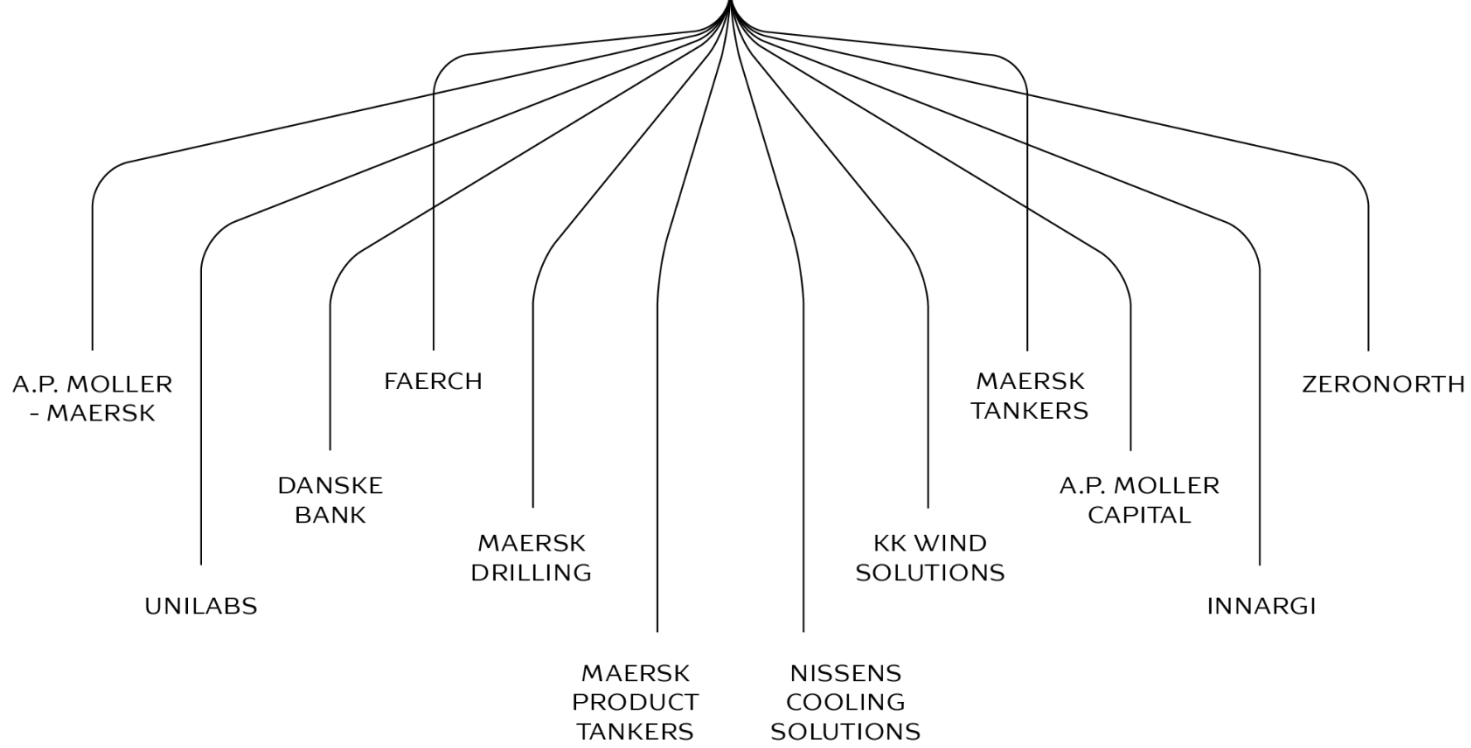 A.P. MOLLER
- MAERSK
FAERCH
MAERSK
TANKERS
ZERONORTH
DANSKE
BANK
A.P. MOLLER
CAPITAL
MAERSK
DRILLING
KK WIND
SOLUTIONS
UNILABS
INNARGI
MAERSK
PRODUCT
TANKERS
NISSENS
COOLING
SOLUTIONS